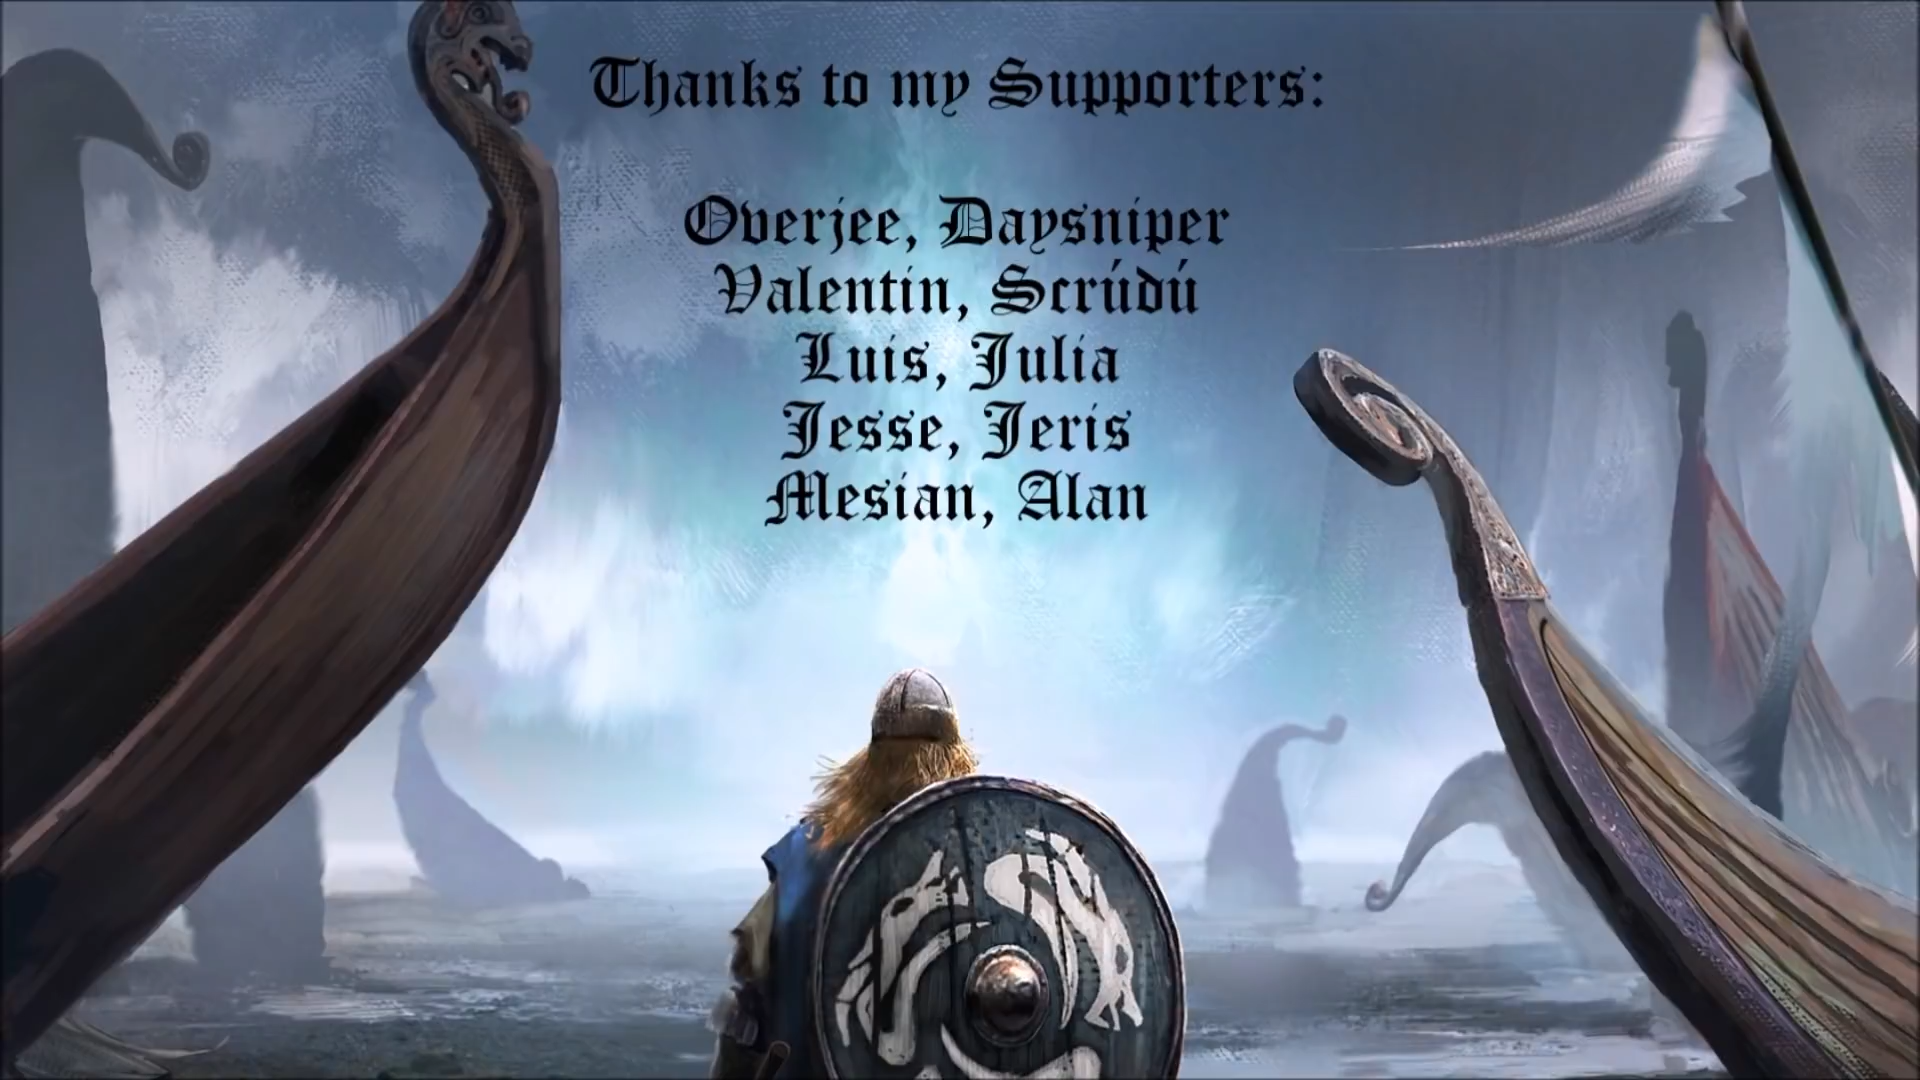 Thanks to my Supporters:
Overjee, Daysniper
Valentin, Scrúdú
Luis, Julia
Jesse, Jeris
Mesian, Alan